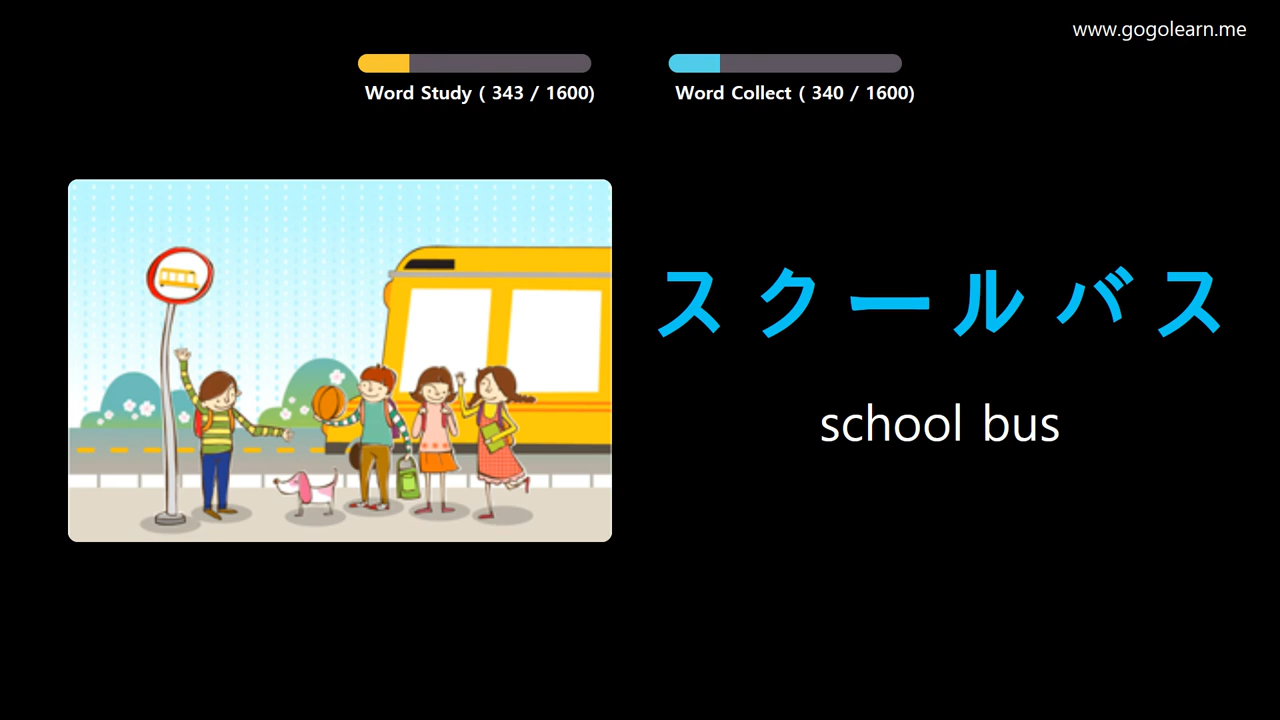 www.gogolearn.me
Word Study ( 343 / 1600)
Word Collect ( 340 / 1600)
スクールバス
school bus